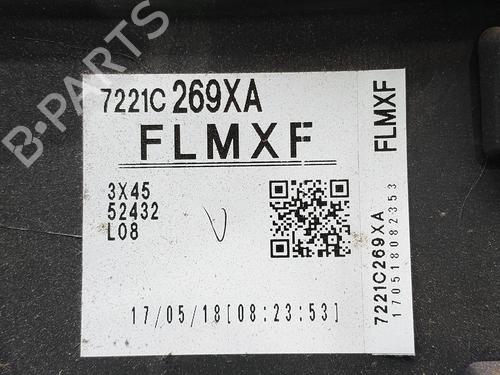 B-PARTS
7221C 269XA
FLMXF
3X45
52432
L08
17/05/18[08:23:53]
FLMXF
7221C269XA
170518082353